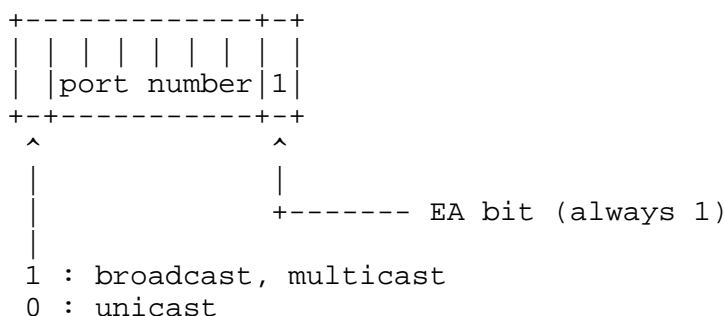 +-------------+-+
| | | | | | | | |
| |port number|1|
+-+-----------+-+
^ ^
| |
| +------- EA bit (always 1)
|
1 : broadcast, multicast
0 : unicast